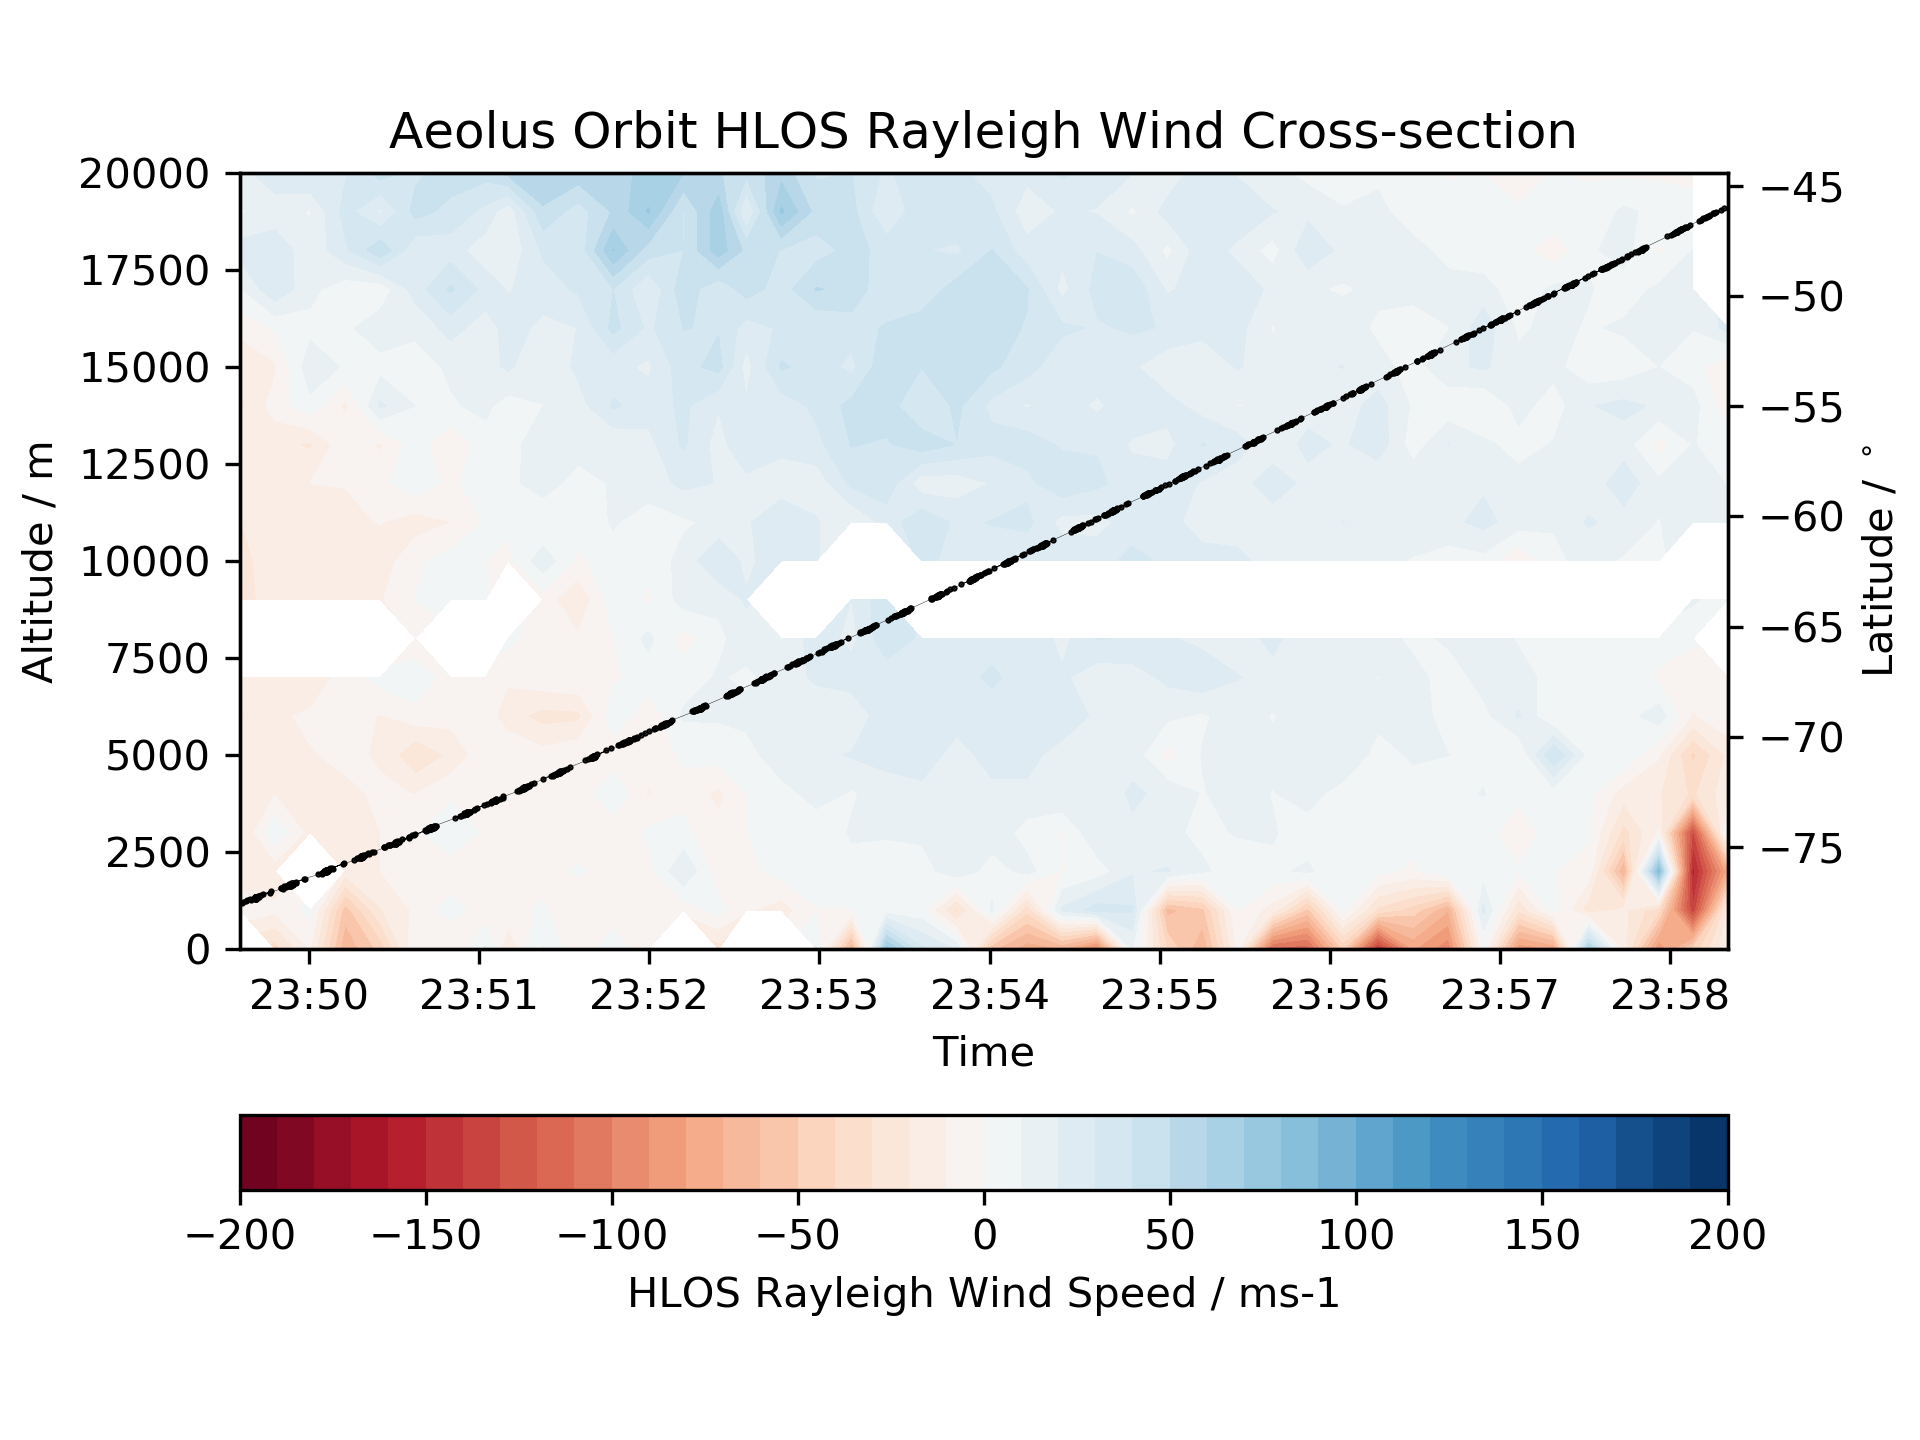 Aeolus Orbit HLOS Rayleigh Wind Cross-section
20000
17500
15000
12500
10000
7500
5000
2500
0
Altitude / m
−45
−50
−55
−60
−65
−70
−75
Latitude / °
23:50 23:51 23:52 23:53 23:54 23:55 23:56 23:57 23:58
Time
−200 −150 −100 −50 0 50 100 150 200
HLOS Rayleigh Wind Speed / ms-1